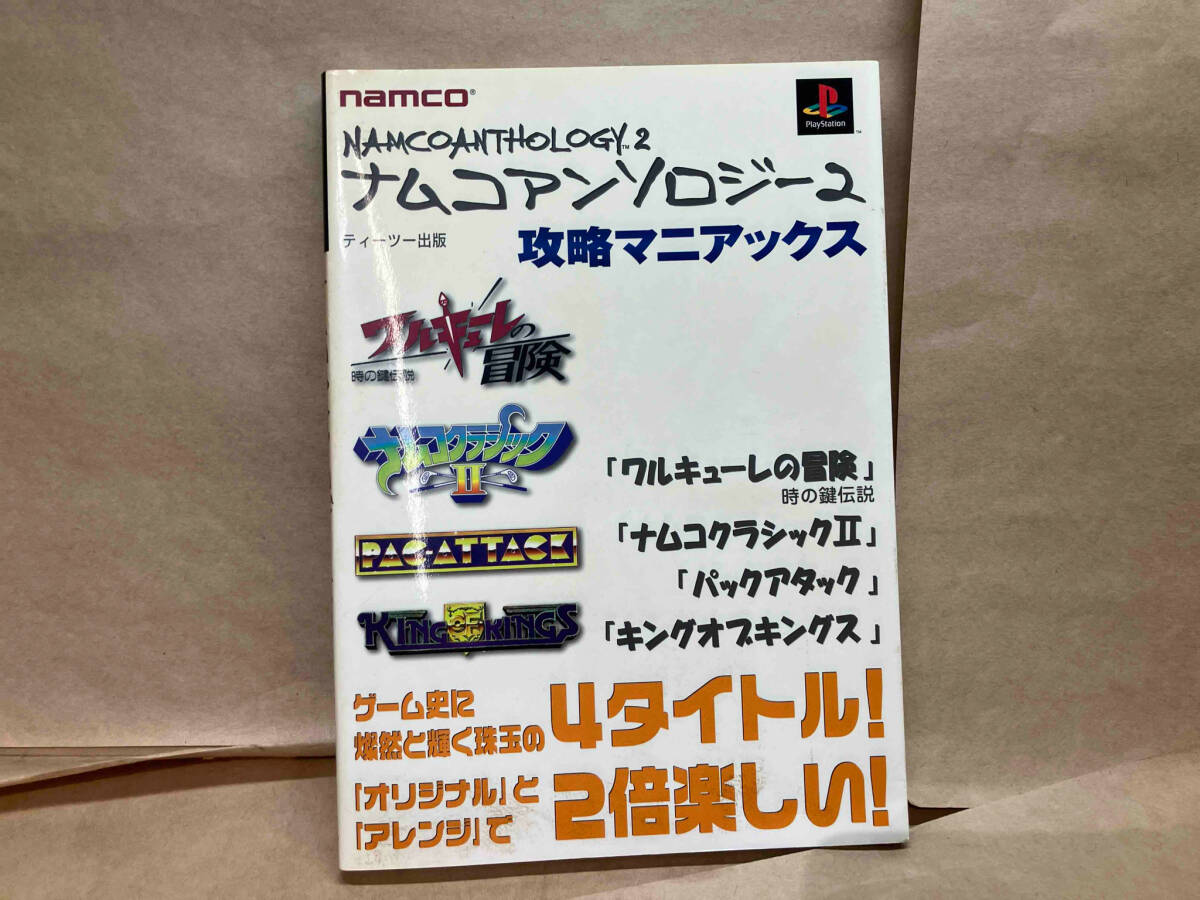 namco®
PlayStation™
NAMCOANTHOLOGY™2
ナムコアンソロジー2
ティーツー出版
攻略マニアックス
ワルキューレの冒険
時の鍵伝説
ナムコクラシックII
PAC-ATTACK
KING OF KINGS
「ワルキューレの冒険」
時の鍵伝説
「ナムコクラシックII」
「パックアタック」
「キングオブキングス」
ゲーム史に
燦然と輝く珠玉の
4タイトル!
「オリジナル」と
「アレンジ」で
2倍楽しい!